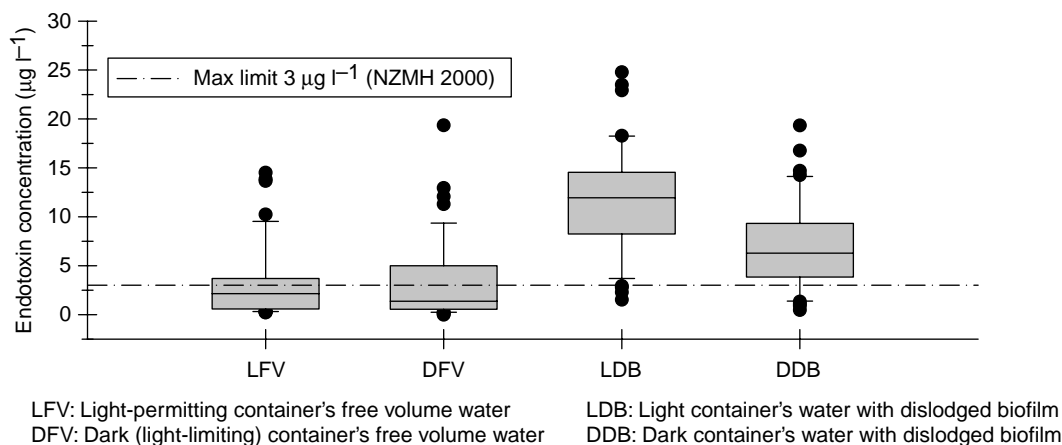 30
25
20
15
10
5
0
Endotoxin concentration (μg l⁻¹)
Max limit 3 μg l⁻¹ (NZMH 2000)
LFV DFV LDB DDB
LFV: Light-permitting container's free volume water
DFV: Dark (light-limiting) container's free volume water
LDB: Light container's water with dislodged biofilm
DDB: Dark container's water with dislodged biofilm